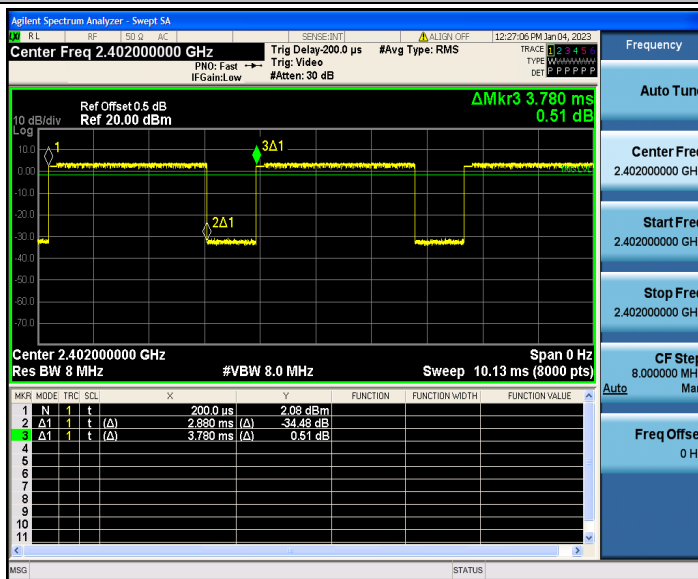 Agilent Spectrum Analyzer - Swept SA
RL RF 50 Ω AC SENSE:INT ALIGN OFF 12:27:06 PM Jan 04, 2023
Center Freq 2.402000000 GHz
Trig Delay-200.0 µs #Avg Type: RMS TRACE 1 2 3 4 5 6
PNO: Fast Trig: Video TYPE WWWWWW
IFGain:Low #Atten: 30 dB DET P P P P P P
Frequency
Auto Tun
Center Fre
2.402000000 GH
Start Fre
2.402000000 GH
Stop Fre
2.402000000 GH
CF Step
8.000000 MH
Auto Ma
Freq Offse
0 H
ΔMkr3 3.780 ms
0.51 dB
Ref Offset 0.5 dB
10 dB/div Ref 20.00 dBm
Log
10.0
0.00
-10.0
-20.0
-30.0
-40.0
-50.0
-60.0
-70.0
1
2Δ1
3Δ1
TRIG LVL
Center 2.402000000 GHz Span 0 Hz
Res BW 8 MHz #VBW 8.0 MHz Sweep 10.13 ms (8000 pts)
MKR MODE TRC SCL X Y FUNCTION FUNCTION WIDTH FUNCTION VALUE
1 N 1 t 200.0 µs 2.08 dBm
2 Δ1 1 t (Δ) 2.880 ms (Δ) -34.48 dB
3 Δ1 1 t (Δ) 3.780 ms (Δ) 0.51 dB
4
5
6
7
8
9
10
11
MSG STATUS